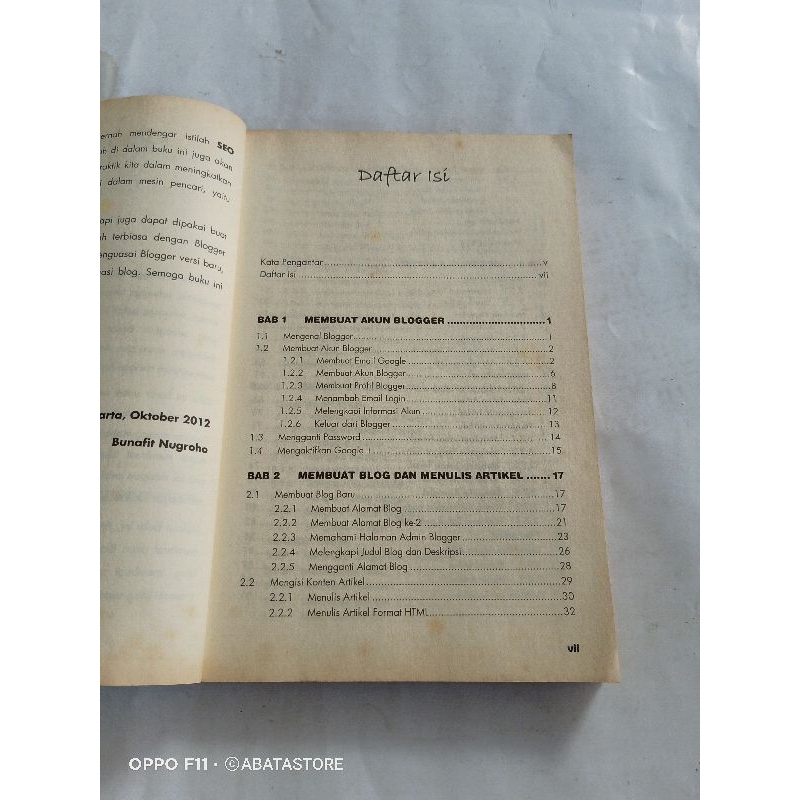 ernah mendengar istilah SEO
di dalam buku ini juga akan
raktik kita dalam meningkatkan
i dalam mesin pencari, yaitu
api juga dapat dipakai buat
h terbiasa dengan Blogger
enguasai Blogger versi baru,
asi blog. Semoga buku ini
arta, Oktober 2012
Bunafit Nugroho
Daftar Isi
Kata Pengantar ... v
Daftar Isi ... vii
BAB 1 MEMBUAT AKUN BLOGGER ... 1
1.1 Mengenal Blogger ... 1
1.2 Membuat Akun Blogger ... 2
1.2.1 Membuat Email Google ... 2
1.2.2 Membuat Akun Blogger ... 6
1.2.3 Membuat Profil Blogger ... 8
1.2.4 Menambah Email Login ... 11
1.2.5 Melengkapi Informasi Akun ... 12
1.2.6 Keluar dari Blogger ... 13
1.3 Mengganti Password ... 14
1.4 Mengaktifkan Google + ... 15
BAB 2 MEMBUAT BLOG DAN MENULIS ARTIKEL ... 17
2.1 Membuat Blog Baru ... 17
2.2.1 Membuat Alamat Blog ... 17
2.2.2 Membuat Alamat Blog ke-2 ... 21
2.2.3 Memahami Halaman Admin Blogger ... 23
2.2.4 Melengkapi Judul Blog dan Deskripsi ... 26
2.2.5 Mengganti Alamat Blog ... 28
2.2 Mengisi Konten Artikel ... 29
2.2.1 Menulis Artikel ... 30
2.2.2 Menulis Artikel Format HTML ... 32
vii
OPPO F11 · ©ABATASTORE